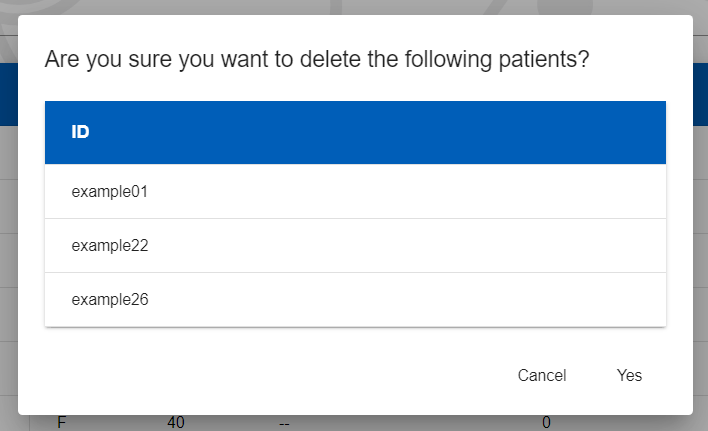 Are you sure you want to delete the following patients?
ID
example01
example22
example26
Cancel Yes
F 40 -- 0